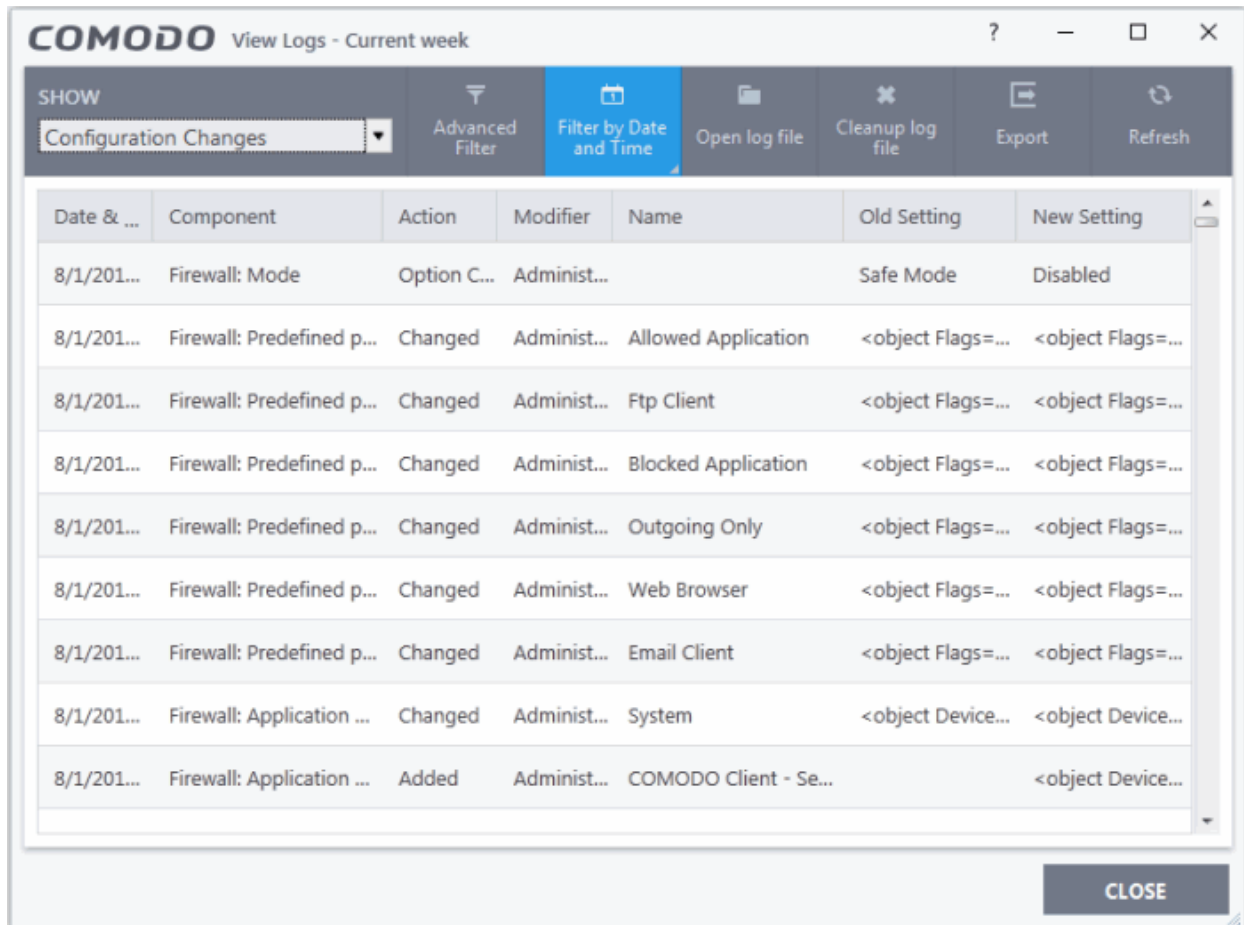 COMODO View Logs - Current week
?
SHOW
Configuration Changes
Advanced Filter
Filter by Date and Time
Open log file
Cleanup log file
Export
Refresh
Date & ... Component Action Modifier Name Old Setting New Setting
8/1/201... Firewall: Mode Option C... Administ... Safe Mode Disabled
8/1/201... Firewall: Predefined p... Changed Administ... Allowed Application <object Flags=... <object Flags=...
8/1/201... Firewall: Predefined p... Changed Administ... Ftp Client <object Flags=... <object Flags=...
8/1/201... Firewall: Predefined p... Changed Administ... Blocked Application <object Flags=... <object Flags=...
8/1/201... Firewall: Predefined p... Changed Administ... Outgoing Only <object Flags=... <object Flags=...
8/1/201... Firewall: Predefined p... Changed Administ... Web Browser <object Flags=... <object Flags=...
8/1/201... Firewall: Predefined p... Changed Administ... Email Client <object Flags=... <object Flags=...
8/1/201... Firewall: Application ... Changed Administ... System <object Device... <object Device...
8/1/201... Firewall: Application ... Added Administ... COMODO Client - Se... <object Device...
CLOSE